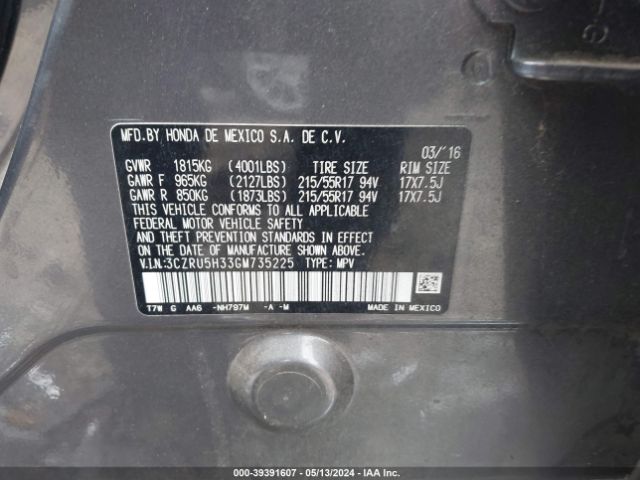 MFD.BY HONDA DE MEXICO S.A. DE C.V.
03/'16
GVWR 1815KG (4001LBS) TIRE SIZE RIM SIZE
GAWR F 965KG (2127LBS) 215/55R17 94V 17X7.5J
GAWR R 850KG (1873LBS) 215/55R17 94V 17X7.5J
THIS VEHICLE CONFORMS TO ALL APPLICABLE
FEDERAL MOTOR VEHICLE SAFETY
AND THEFT PREVENTION STANDARDS IN EFFECT
ON THE DATE OF MANUFACTURE SHOWN ABOVE.
V.I.N.:3CZRU5H33GM735225 TYPE: MPV
T7W G AA6 -NH797M -A -M MADE IN MEXICO
000-39391607 - 05/13/2024 - IAA Inc.